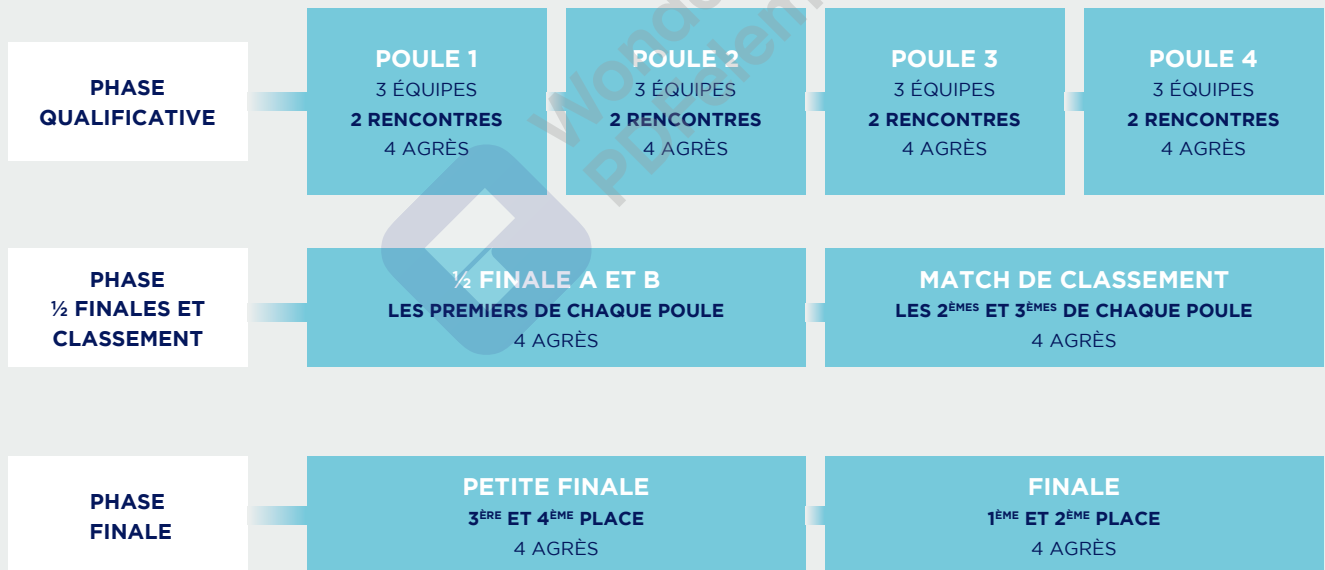 PHASE
QUALIFICATIVE
POULE 1
3 ÉQUIPES
2 RENCONTRES
4 AGRÈS
POULE 2
3 ÉQUIPES
2 RENCONTRES
4 AGRÈS
POULE 3
3 ÉQUIPES
2 RENCONTRES
4 AGRÈS
POULE 4
3 ÉQUIPES
2 RENCONTRES
4 AGRÈS
PHASE
½ FINALES ET
CLASSEMENT
½ FINALE A ET B
LES PREMIERS DE CHAQUE POULE
4 AGRÈS
MATCH DE CLASSEMENT
LES 2ÈMES ET 3ÈMES DE CHAQUE POULE
4 AGRÈS
PHASE
FINALE
PETITE FINALE
3ÈRE ET 4ÈME PLACE
4 AGRÈS
FINALE
1ÈME ET 2ÈME PLACE
4 AGRÈS